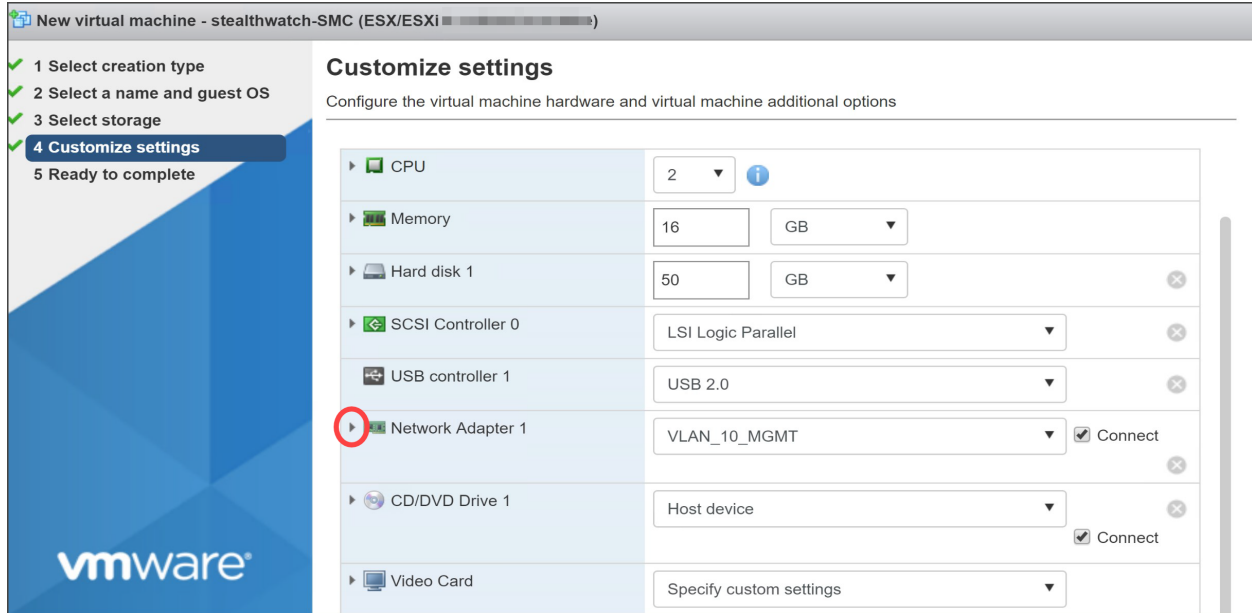 New virtual machine - stealthwatch-SMC (ESX/ESXi )
1 Select creation type
2 Select a name and guest OS
3 Select storage
4 Customize settings
5 Ready to complete
vmware®
Customize settings
Configure the virtual machine hardware and virtual machine additional options
CPU 2
Memory 16 GB
Hard disk 1 50 GB
SCSI Controller 0 LSI Logic Parallel
USB controller 1 USB 2.0
Network Adapter 1 VLAN_10_MGMT Connect
CD/DVD Drive 1 Host device
Connect
Video Card Specify custom settings